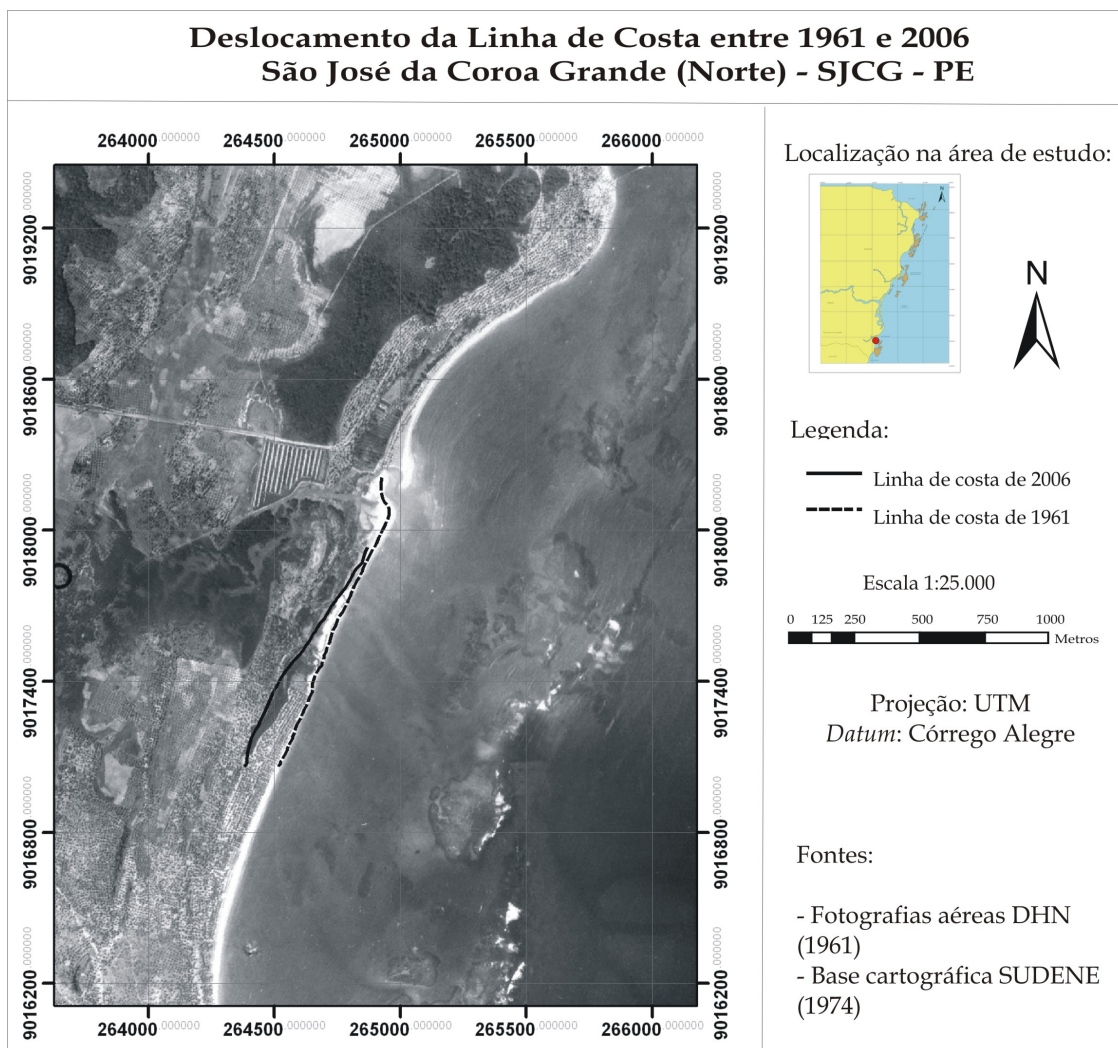 Deslocamento da Linha de Costa entre 1961 e 2006
São José da Coroa Grande (Norte) - SJCG - PE
264000.000000 264500.000000 265000.000000 265500.000000 266000.000000
9019200.000000
9018600.000000
9018000.000000
9017400.000000
9016800.000000
9016200.000000
9019200.000000
9018600.000000
9018000.000000
9017400.000000
9016800.000000
9016200.000000
264000.000000 264500.000000 265000.000000 265500.000000 266000.000000
Localização na área de estudo:
N
N
Legenda:
Linha de costa de 2006
Linha de costa de 1961
Escala 1:25.000
0 125 250 500 750 1000
Metros
Projeção: UTM
Datum: Córrego Alegre
Fontes:
- Fotografias aéreas DHN
(1961)
- Base cartográfica SUDENE
(1974)